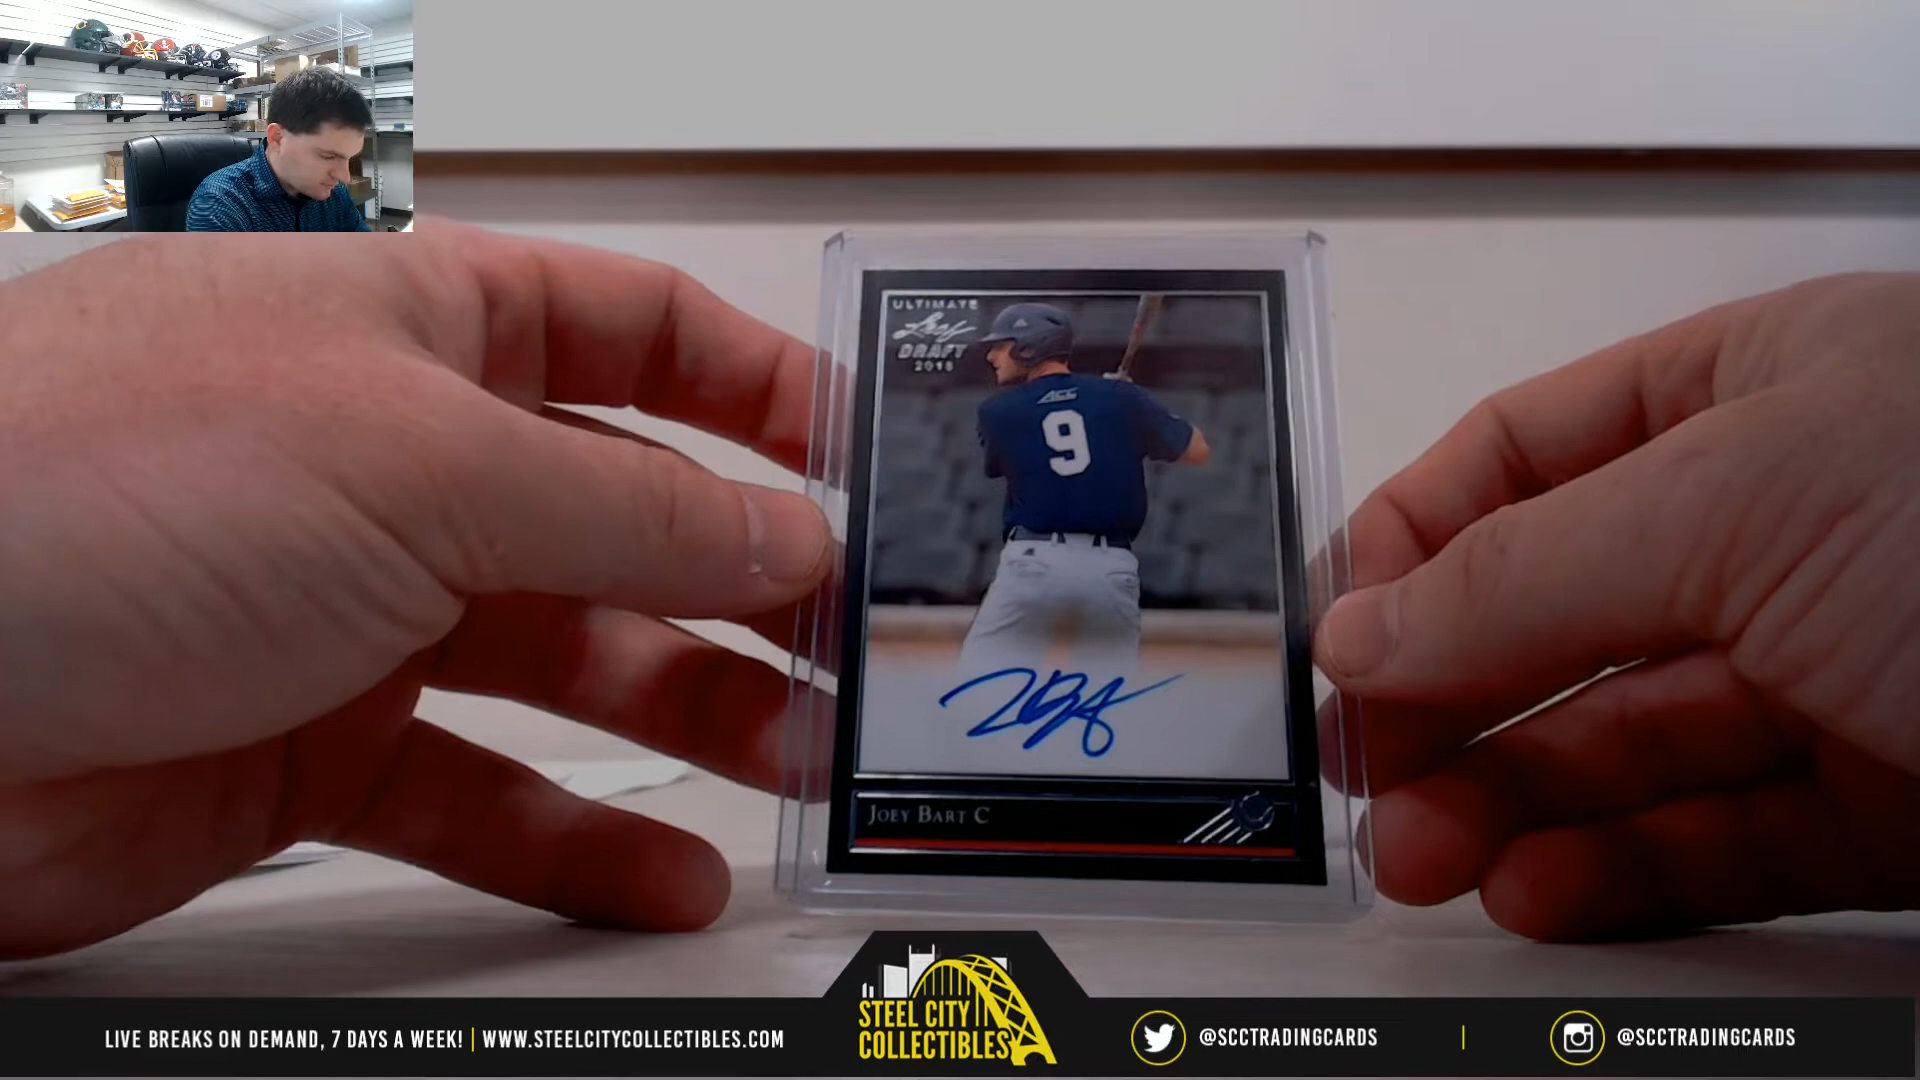 ULTIMATE
Leaf
DRAFT
2018
ACC
9
JOEY BART C
LIVE BREAKS ON DEMAND, 7 DAYS A WEEK! | WWW.STEELCITYCOLLECTIBLES.COM
STEEL CITY
COLLECTIBLES
@SCCTRADINGCARDS
@SCCTRADINGCARDS